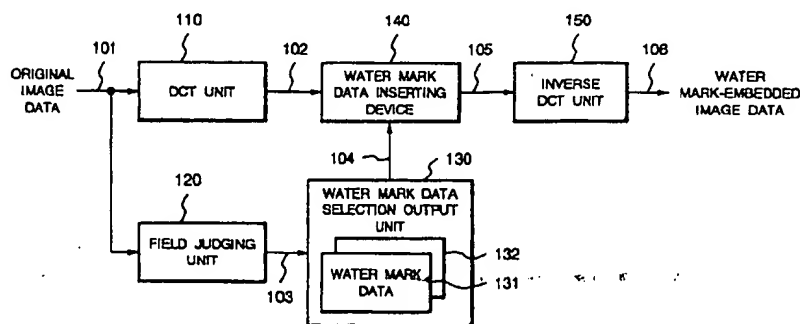 110
140
150
101
102
105
106
ORIGINAL
IMAGE
DATA
DCT UNIT
WATER MARK
DATA INSERTING
DEVICE
INVERSE
DCT UNIT
WATER
MARK-EMBEDDED
IMAGE DATA
104
130
120
WATER MARK DATA
SELECTION OUTPUT
UNIT
FIELD JUDGING
UNIT
132
WATER MARK
DATA
131
103